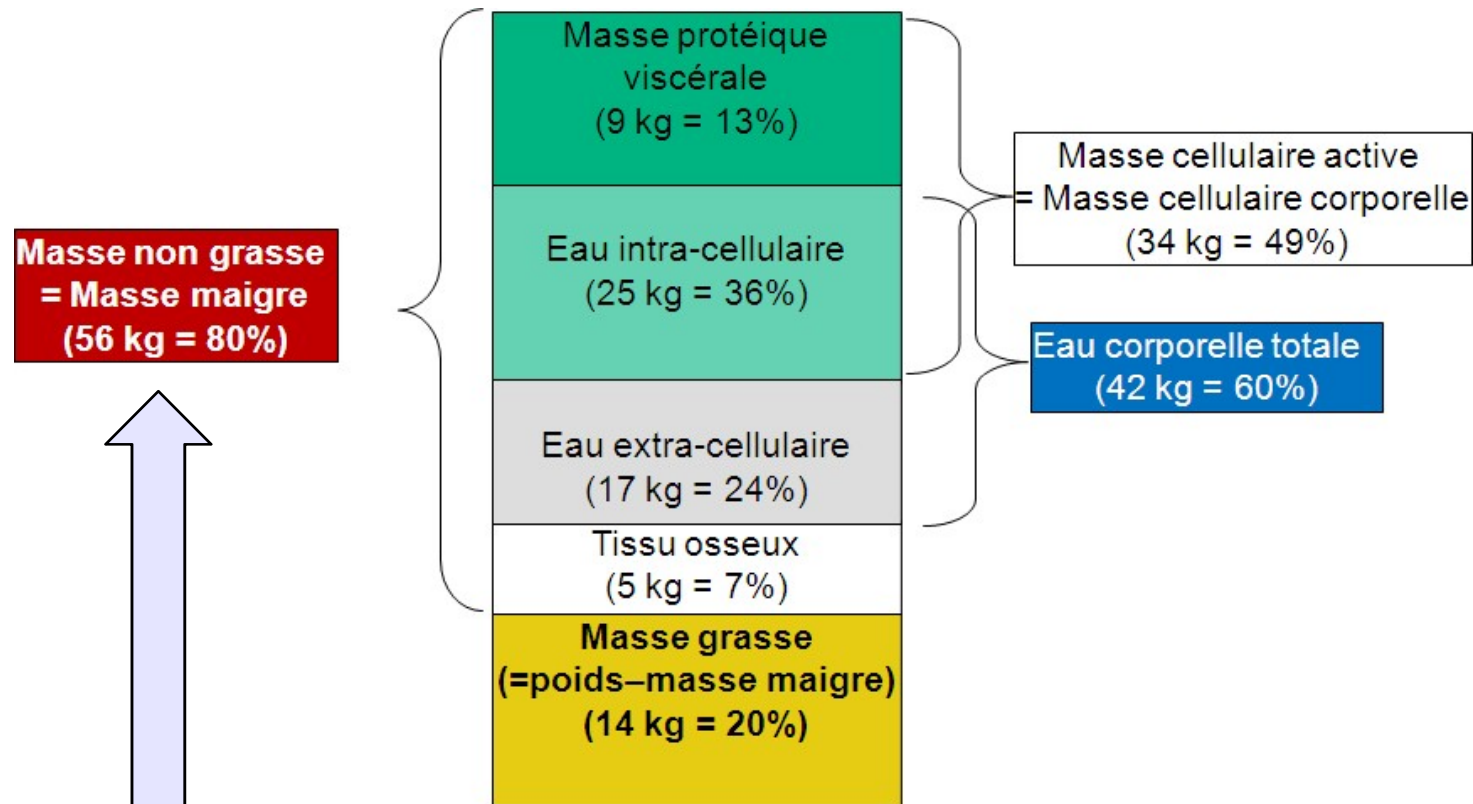 Masse protéique
viscérale
(9 kg = 13%)
Masse cellulaire active
= Masse cellulaire corporelle
(34 kg = 49%)
Masse non grasse
= Masse maigre
(56 kg = 80%)
Eau intra-cellulaire
(25 kg = 36%)
Eau corporelle totale
(42 kg = 60%)
Eau extra-cellulaire
(17 kg = 24%)
Tissu osseux
(5 kg = 7%)
Masse grasse
(=poids–masse maigre)
(14 kg = 20%)